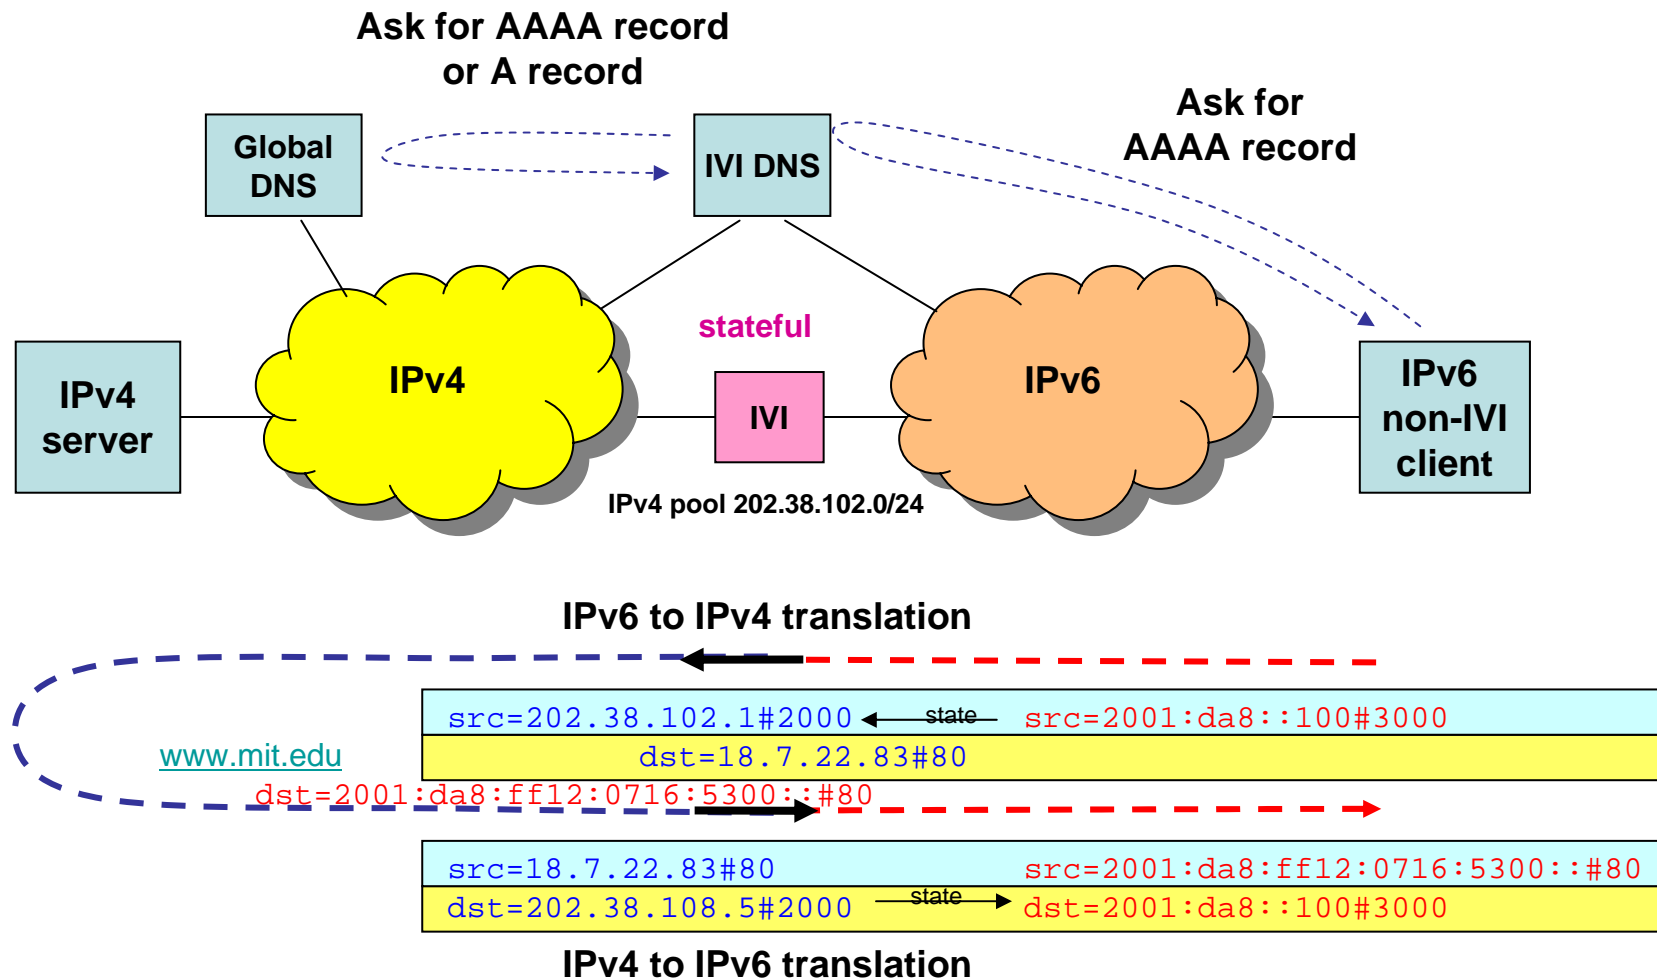 Ask for AAAA record
or A record
Ask for
AAAA record
Global
DNS
IVI DNS
stateful
IPv4
server
IPv4
IVI
IPv6
IPv6
non-IVI
client
IPv4 pool 202.38.102.0/24
IPv6 to IPv4 translation
src=202.38.102.1#2000
state
src=2001:da8::100#3000
www.mit.edu
dst=18.7.22.83#80
dst=2001:da8:ff12:0716:5300::#80
src=18.7.22.83#80
src=2001:da8:ff12:0716:5300::#80
dst=202.38.108.5#2000
state
dst=2001:da8::100#3000
IPv4 to IPv6 translation